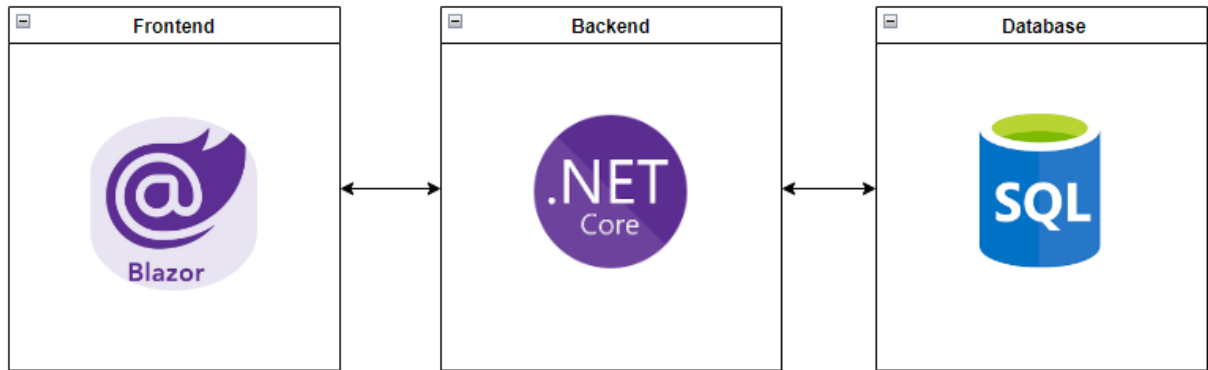 Frontend
Backend
Database
@
Blazor
.NET
Core
SQL